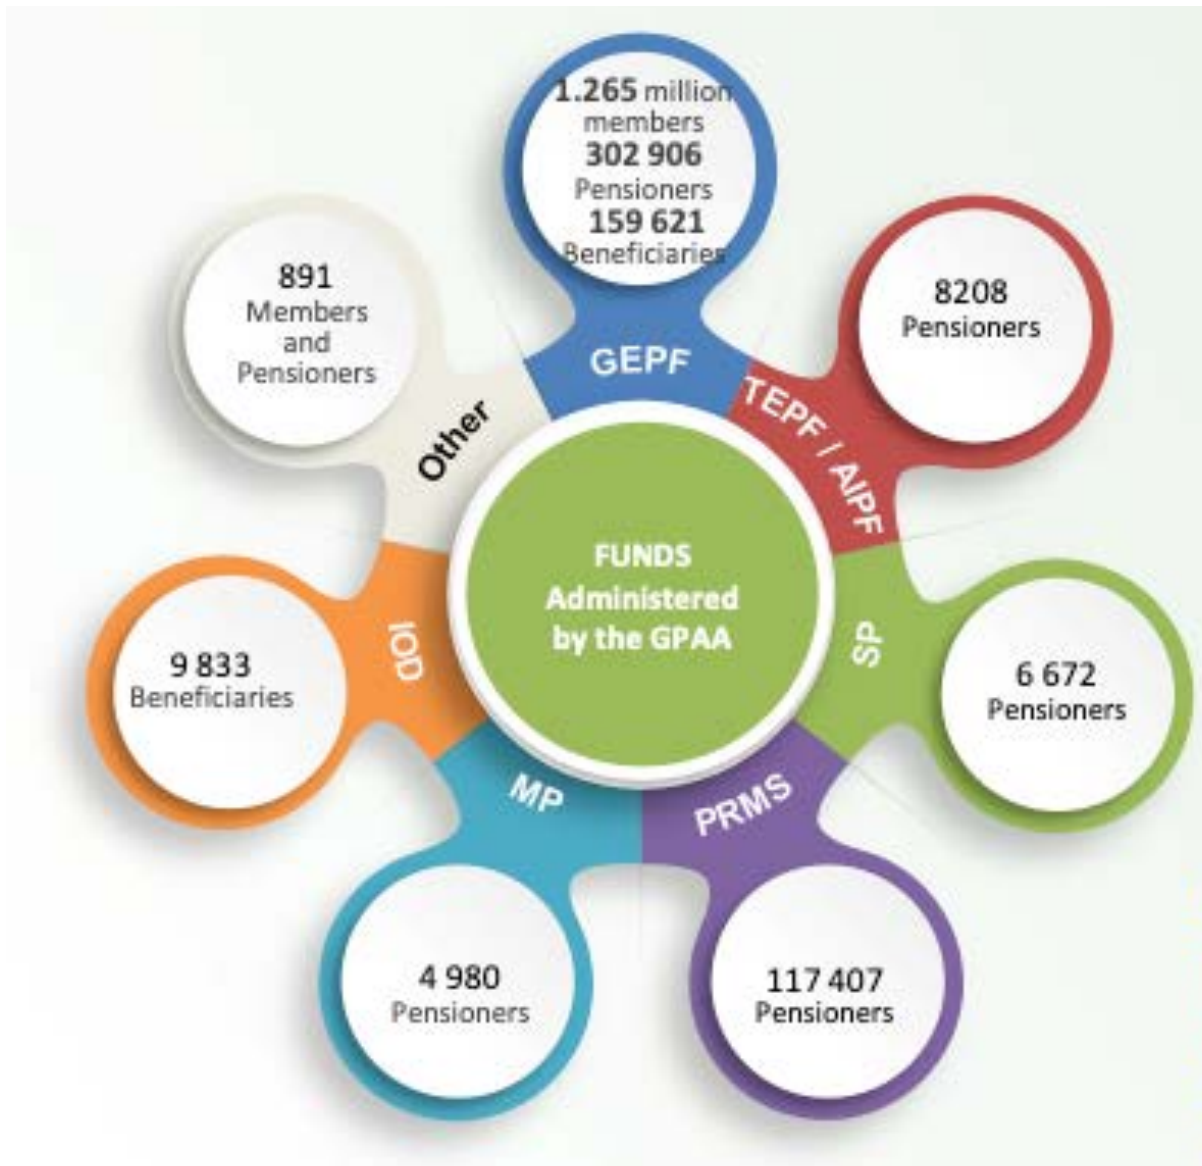 1.265 million
members
302 906
Pensioners
159 621
Beneficiaries
GEPF
8208
Pensioners
TEPF / AIPF
6 672
Pensioners
SP
117 407
Pensioners
PRMS
4 980
Pensioners
MP
9 833
Beneficiaries
IOD
891
Members
and
Pensioners
Other
FUNDS
Administered
by the GPAA